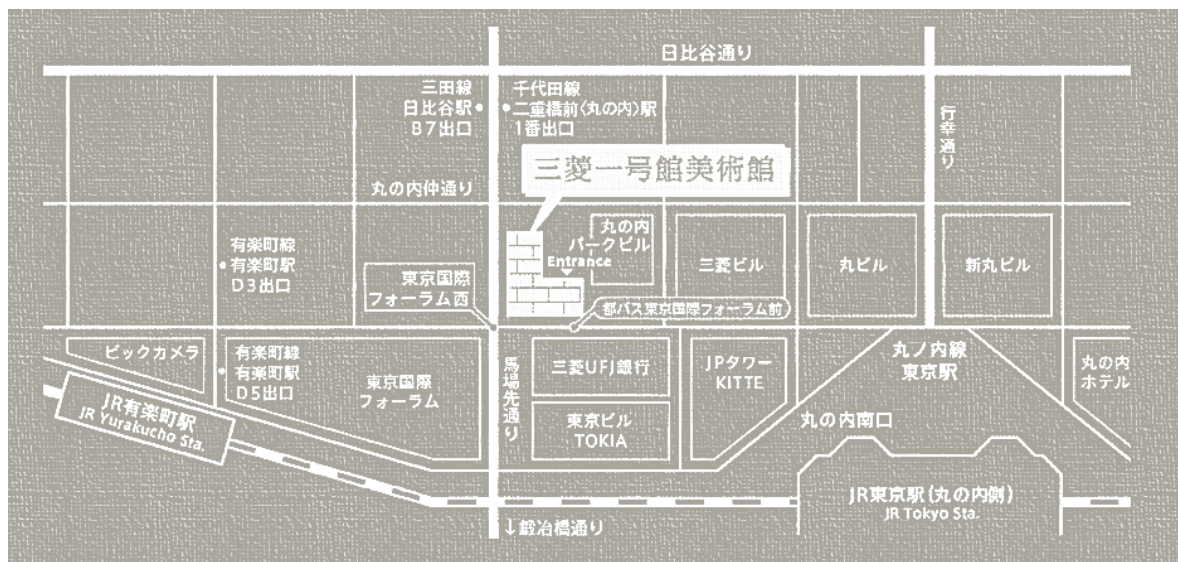 日比谷通り
三田線
日比谷駅
B7出口
千代田線
二重橋前〈丸の内〉駅
1番出口
行幸通り
三菱一号館美術館
丸の内仲通り
有楽町線
有楽町駅
D3出口
東京国際
フォーラム西
丸の内
パークビル
Entrance
三菱ビル
丸ビル
新丸ビル
都バス東京国際フォーラム前
ビックカメラ
有楽町線
有楽町駅
D5出口
東京国際
フォーラム
馬場先通り
三菱UFJ銀行
東京ビル
TOKIA
JPタワー
KITTE
丸ノ内線
東京駅
丸の内
ホテル
丸の内南口
JR有楽町駅
JR Yurakucho Sta.
JR東京駅(丸の内側)
JR Tokyo Sta.
↓鍛冶橋通り